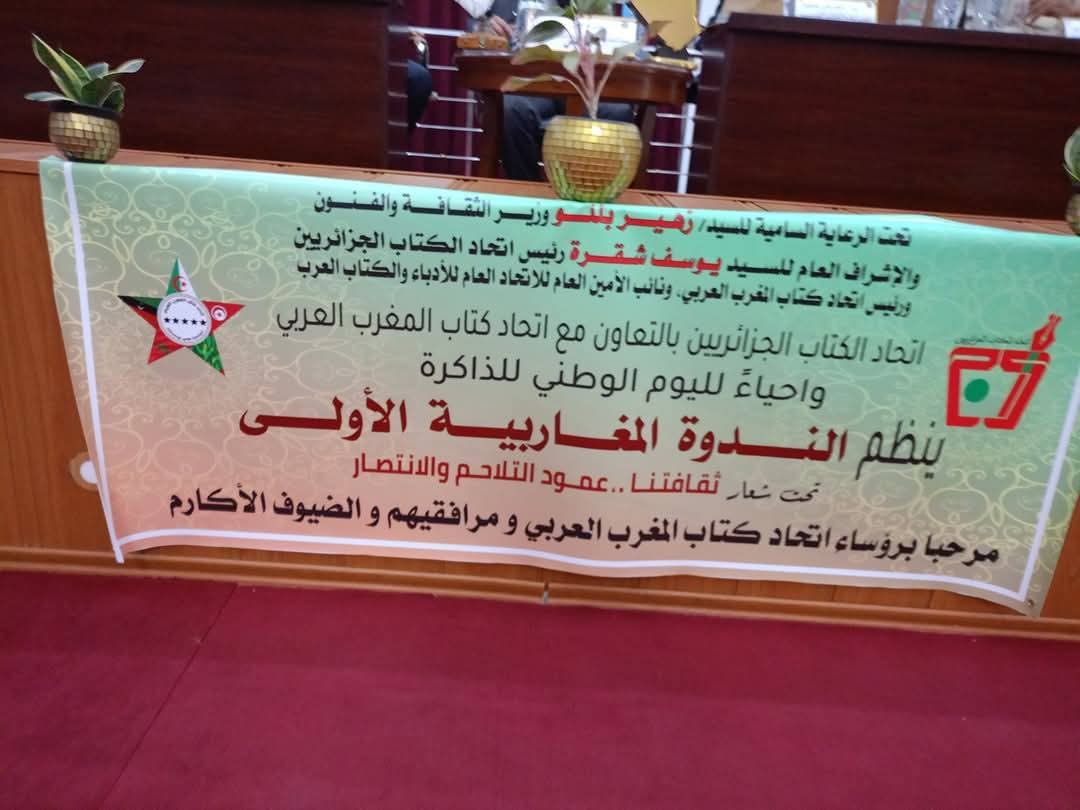 تحت الرعاية السامية للسيد/ زهير بللو وزير الثقافة والفنون
والإشراف العام للسيد يوسف شقرة رئيس اتحاد الكتاب الجزائريين
ورئيس اتحاد كتاب المغرب العربي، ونائب الأمين العام للاتحاد العام للأدباء والكتاب العرب
اتحاد الكتاب الجزائريين بالتعاون مع اتحاد كتاب المغرب العربي
واحياءً لليوم الوطني للذاكرة
ينظم الندوة المغاربية الأولى
تحت شعار ثقافتنا..عمود التلاحم والانتصار
مرحبا برؤساء اتحاد كتاب المغرب العربي و مرافقيهم و الضيوف الأكارم